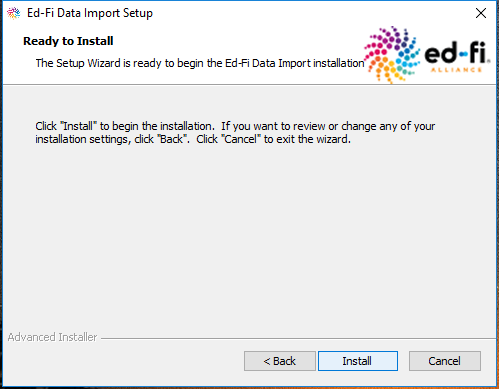 Ed-Fi Data Import Setup
Ready to Install
The Setup Wizard is ready to begin the Ed-Fi Data Import installation
ed-fi
ALLIANCE
Click "Install" to begin the installation.  If you want to review or change any of your
installation settings, click "Back".  Click "Cancel" to exit the wizard.
Advanced Installer
< Back
Install
Cancel